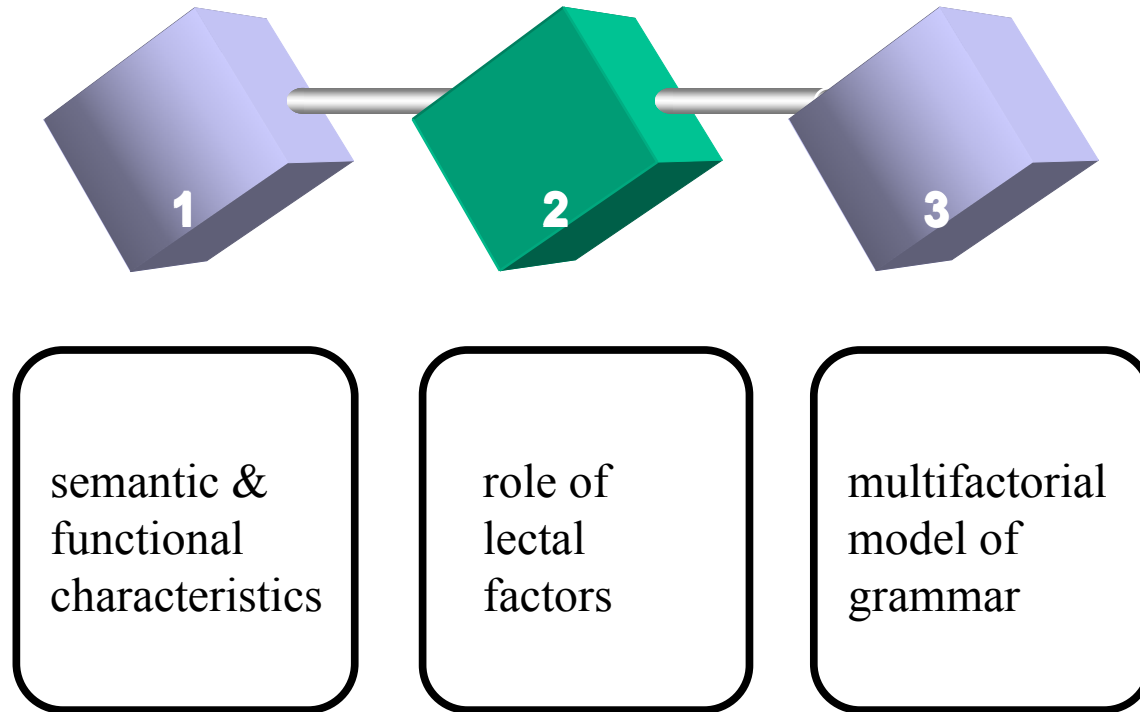 1
2
3
semantic &
functional
characteristics
role of
lectal
factors
multifactorial
model of
grammar